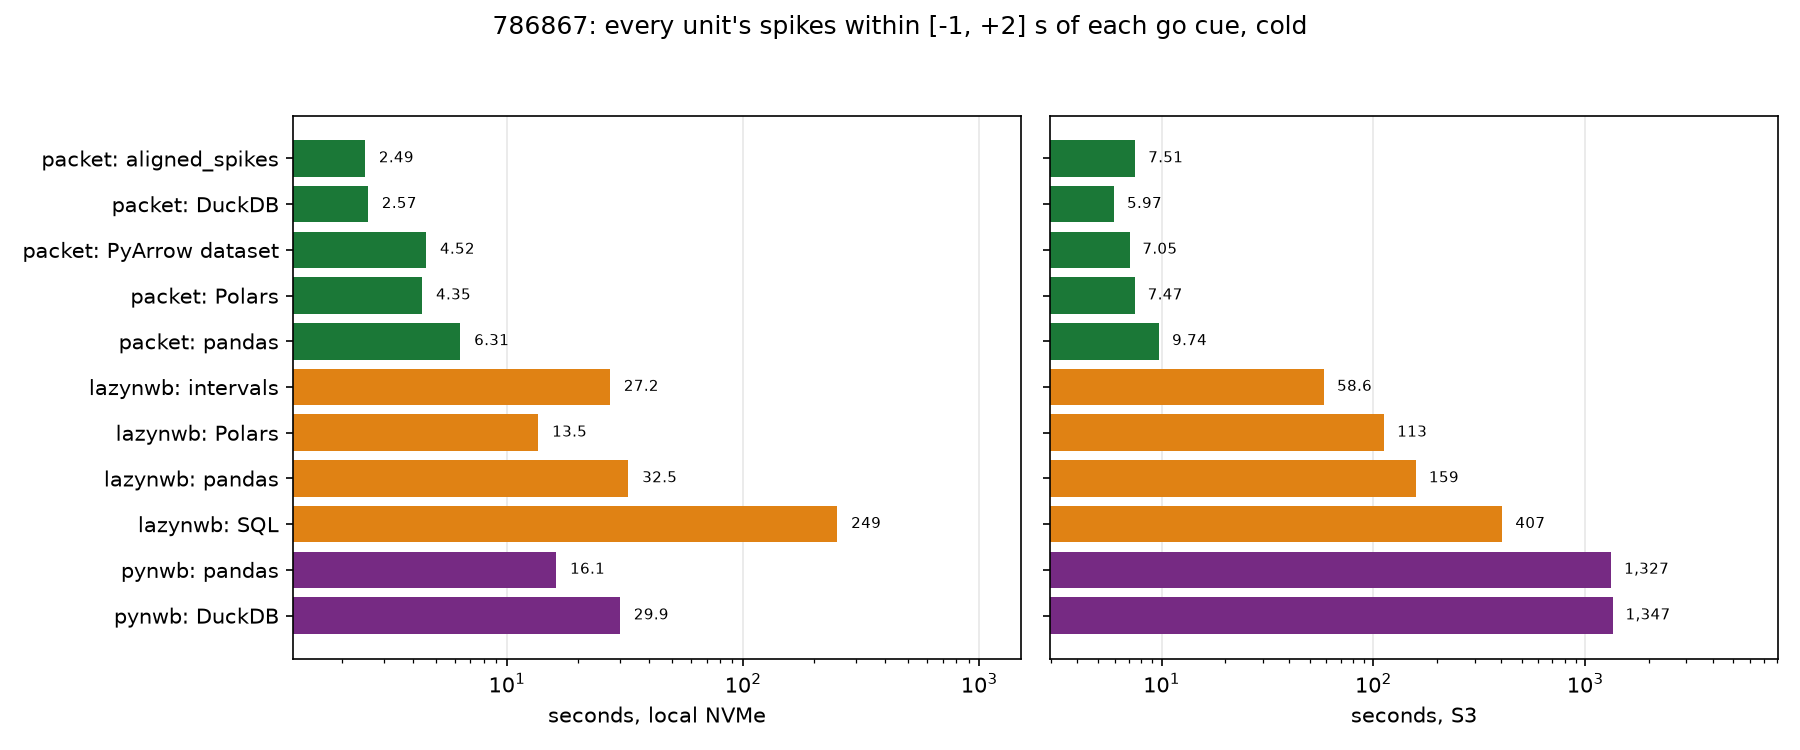 786867: every unit's spikes within [-1, +2] s of each go cue, cold
packet: aligned_spikes 2.49 7.51
packet: DuckDB 2.57 5.97
packet: PyArrow dataset 4.52 7.05
packet: Polars 4.35 7.47
packet: pandas 6.31 9.74
lazynwb: intervals 27.2 58.6
lazynwb: Polars 13.5 113
lazynwb: pandas 32.5 159
lazynwb: SQL 249 407
pynwb: pandas 16.1 1,327
pynwb: DuckDB 29.9 1,347
10¹ 10² 10³ 10¹ 10² 10³
seconds, local NVMe seconds, S3